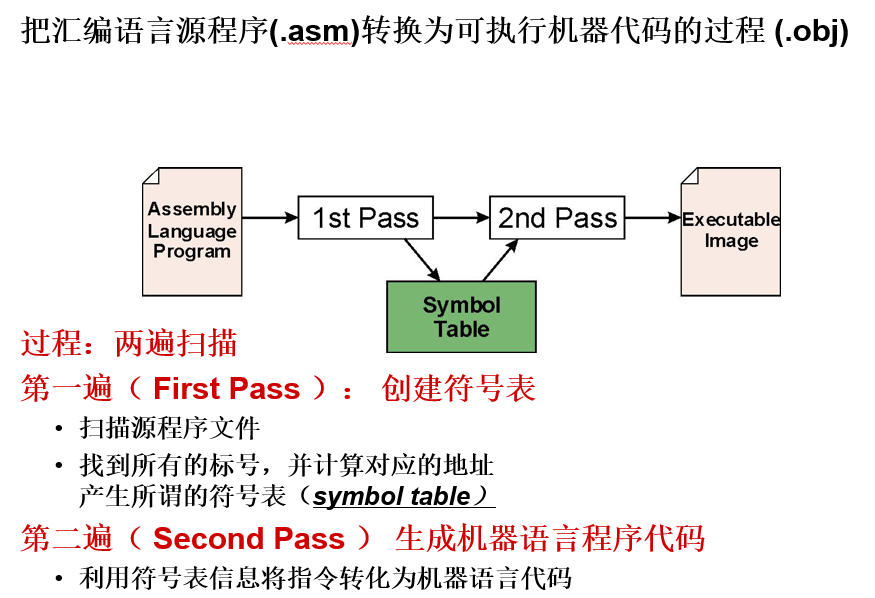 把汇编语言源程序(.asm)转换为可执行机器代码的过程 (.obj)
Assembly
Language
Program
1st Pass
2nd Pass
Executable
Image
Symbol
Table
过程：两遍扫描
第一遍（ First Pass ）： 创建符号表
• 扫描源程序文件
• 找到所有的标号，并计算对应的地址
产生所谓的符号表（symbol table）
第二遍（ Second Pass ） 生成机器语言程序代码
• 利用符号表信息将指令转化为机器语言代码